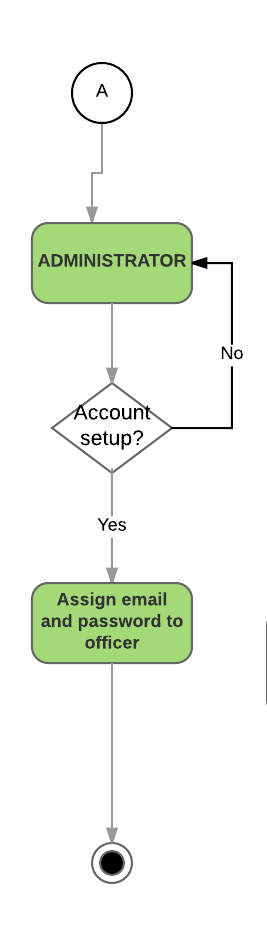 A
ADMINISTRATOR
No
Account
setup?
Yes
Assign email
and password to
officer